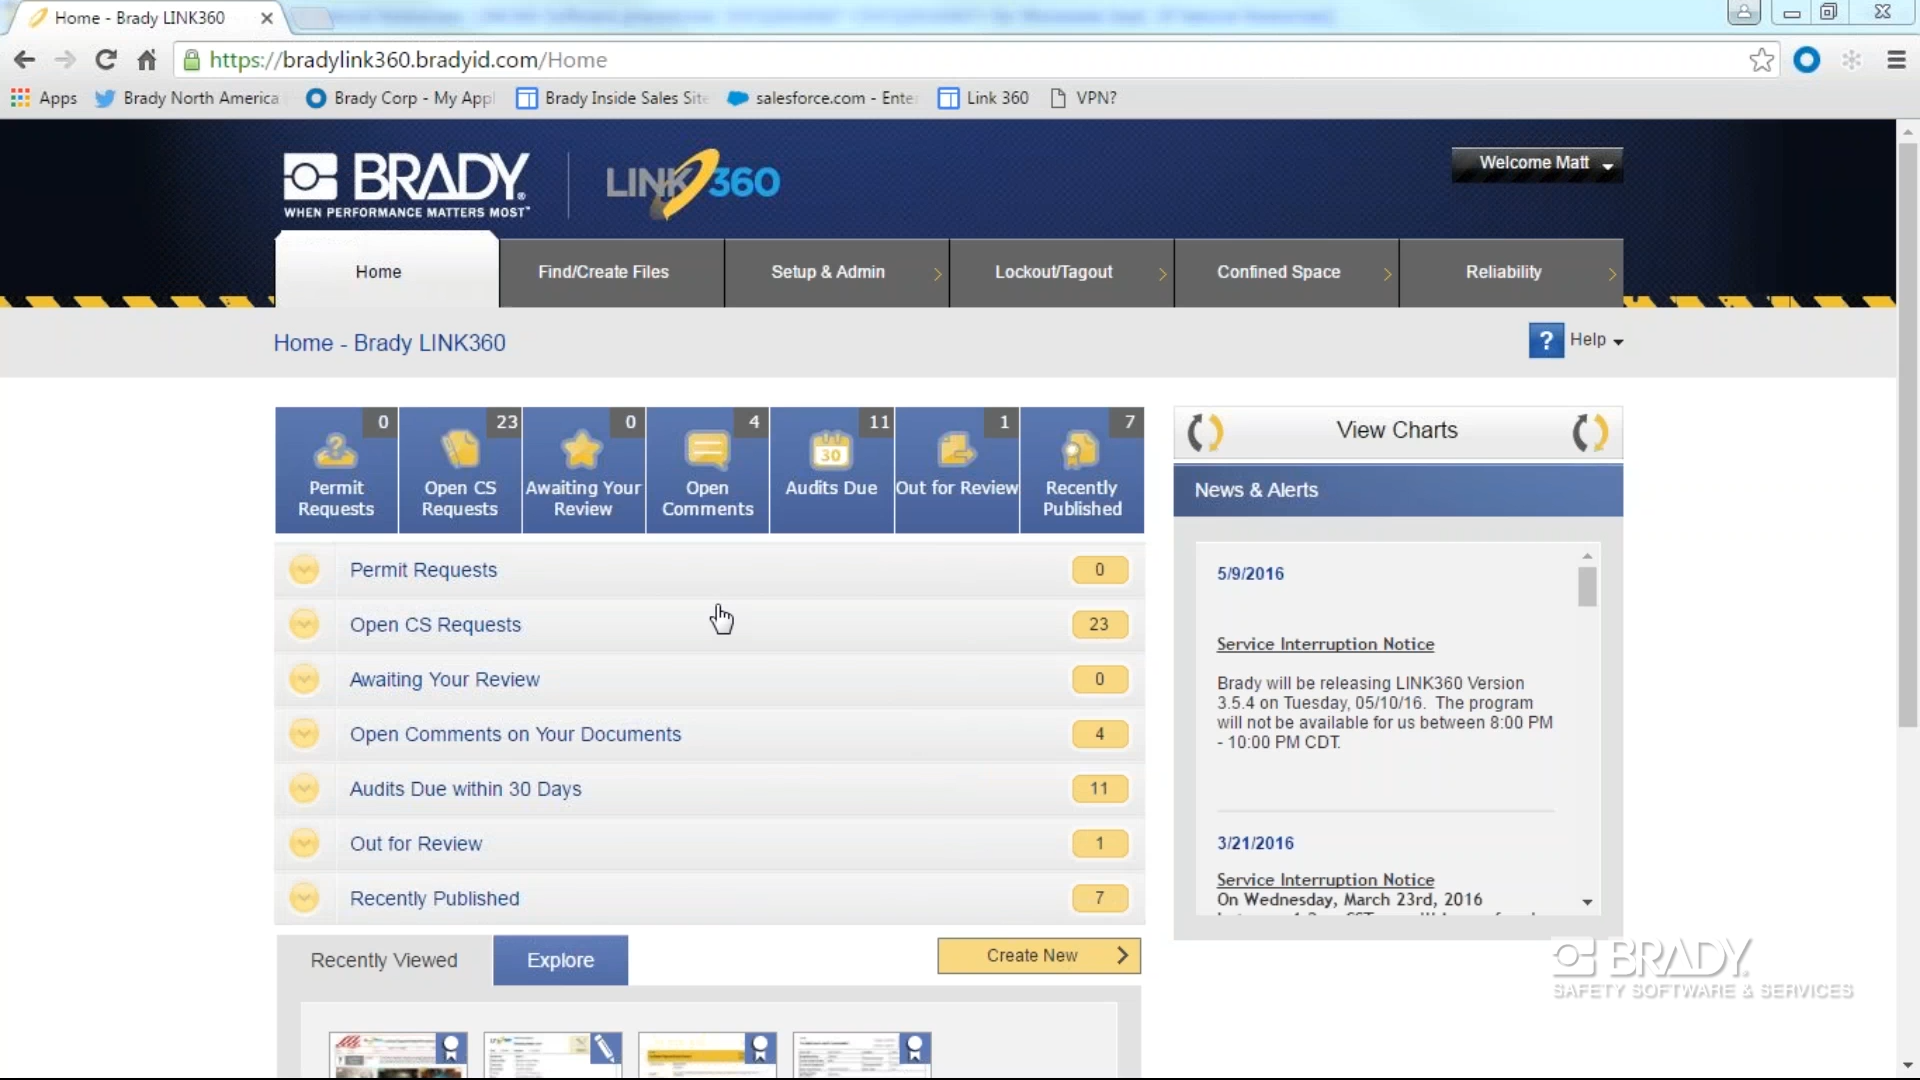 Home - Brady LINK360
https://bradylink360.bradyid.com/Home
Apps Brady North America Brady Corp - My Appl Brady Inside Sales Site salesforce.com - Ente Link 360 VPN?
BRADY
WHEN PERFORMANCE MATTERS MOST™
LINK 360
Welcome Matt
Home Find/Create Files Setup & Admin Lockout/Tagout Confined Space Reliability
Home - Brady LINK360
? Help
0 23 0 4 11 1 7
30
Permit Requests
Open CS Requests
Awaiting Your Review
Open Comments
Audits Due
Out for Review
Recently Published
View Charts
News & Alerts
Permit Requests 0
Open CS Requests 23
Awaiting Your Review 0
Open Comments on Your Documents 4
Audits Due within 30 Days 11
Out for Review 1
Recently Published 7
5/9/2016
Service Interruption Notice
Brady will be releasing LINK360 Version
3.5.4 on Tuesday, 05/10/16. The program
will not be available for us between 8:00 PM
- 10:00 PM CDT.
3/21/2016
Service Interruption Notice
On Wednesday, March 23rd, 2016
Recently Viewed Explore Create New
BRADY
SAFETY SOFTWARE & SERVICES